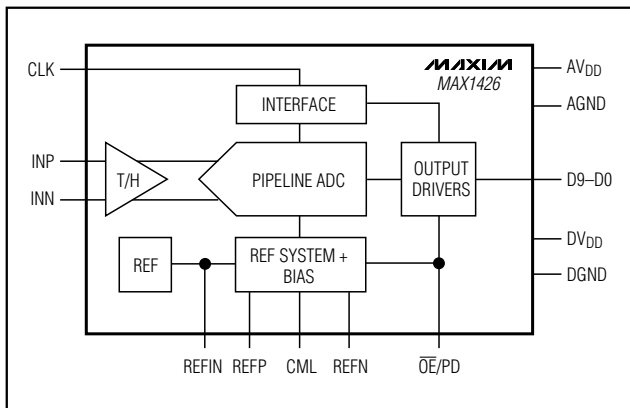 CLK
MAXIM
MAX1426
AVDD
AGND
INTERFACE
INP
INN
T/H
PIPELINE ADC
OUTPUT
DRIVERS
D9–D0
REF
REF SYSTEM +
BIAS
DVDD
DGND
REFIN REFP CML REFN O̅E̅/PD